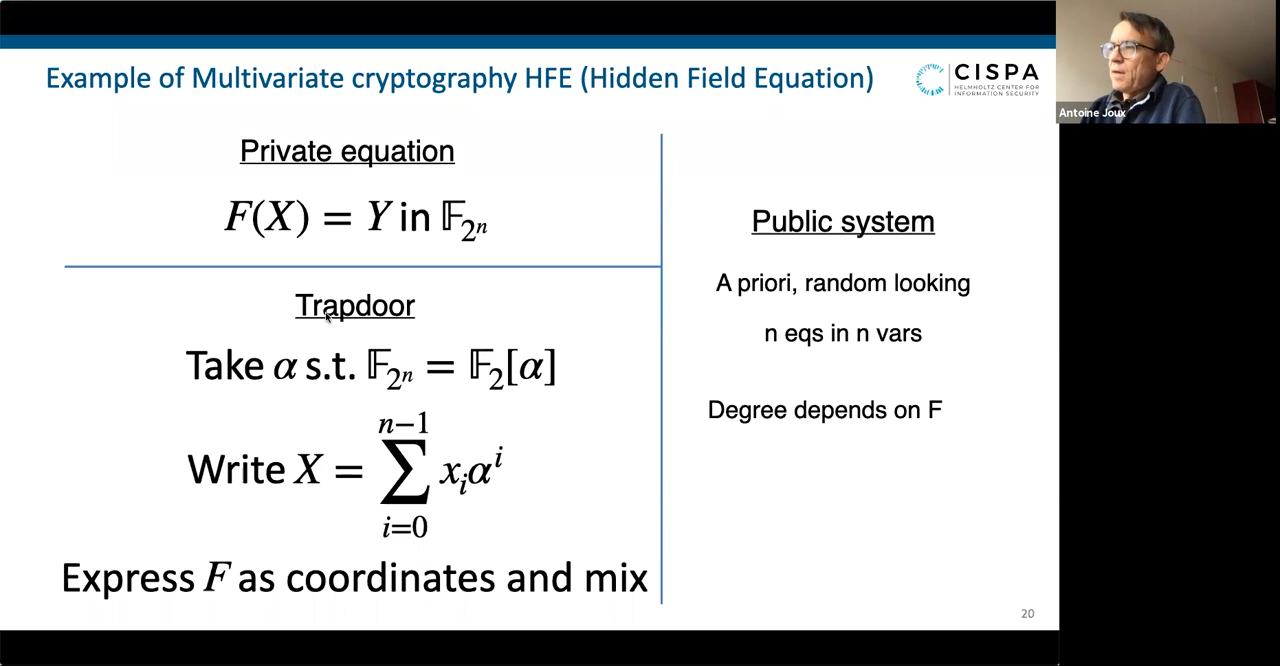 Example of Multivariate cryptography HFE (Hidden Field Equation)
CISPA
HELMHOLTZ CENTER FOR
INFORMATION SECURITY
Antoine Joux
Private equation
F(X) = Y in 𝔽_{2^n}
Trapdoor
Take α s.t. 𝔽_{2^n} = 𝔽_2[α]
Write X = \sum_{i=0}^{n-1} x_i α^i
Express F as coordinates and mix
Public system
A priori, random looking
n eqs in n vars
Degree depends on F
20